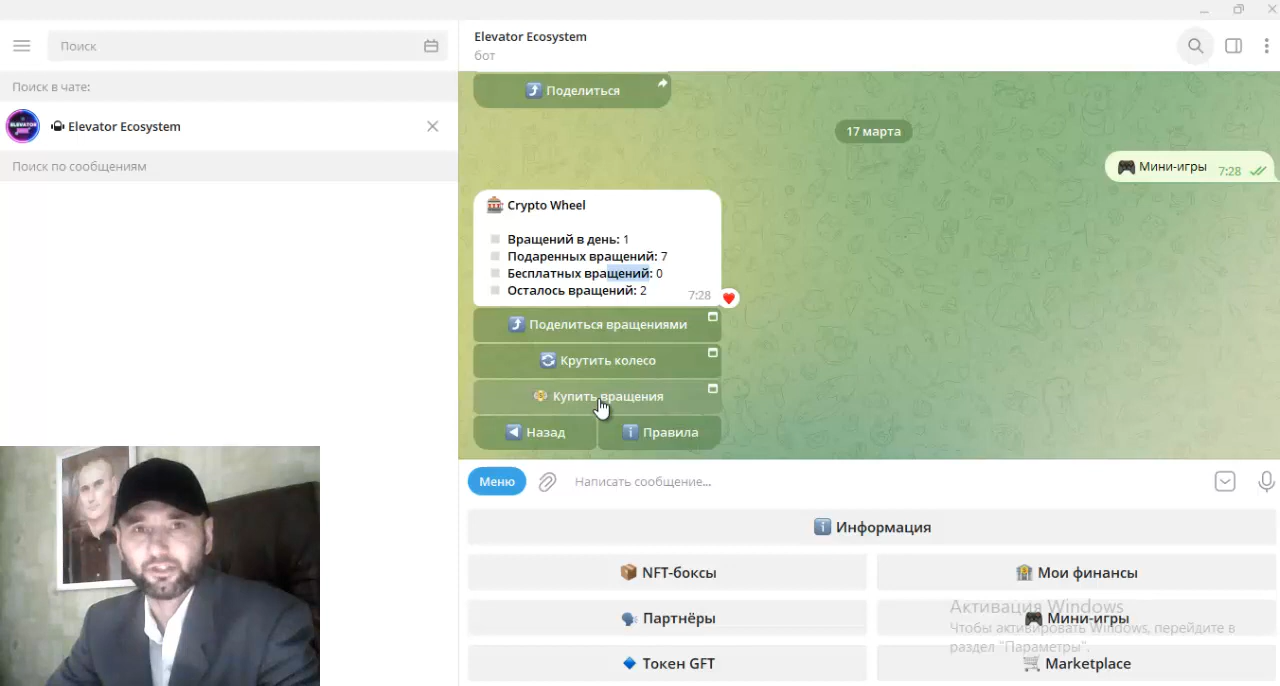 Поиск
Поиск в чате:
Elevator Ecosystem
Поиск по сообщениям
Elevator Ecosystem
бот
Поделиться
17 марта
Мини-игры 7:28
Crypto Wheel
Вращений в день: 1
Подаренных вращений: 7
Бесплатных вращений: 0
Осталось вращений: 2
7:28
Поделиться вращениями
Крутить колесо
Купить вращения
Назад
Правила
Меню
Написать сообщение...
Информация
NFT-боксы
Мои финансы
Партнёры
Мини-игры
Токен GFT
Marketplace
Активация Windows
Чтобы активировать Windows, перейдите в
раздел "Параметры".